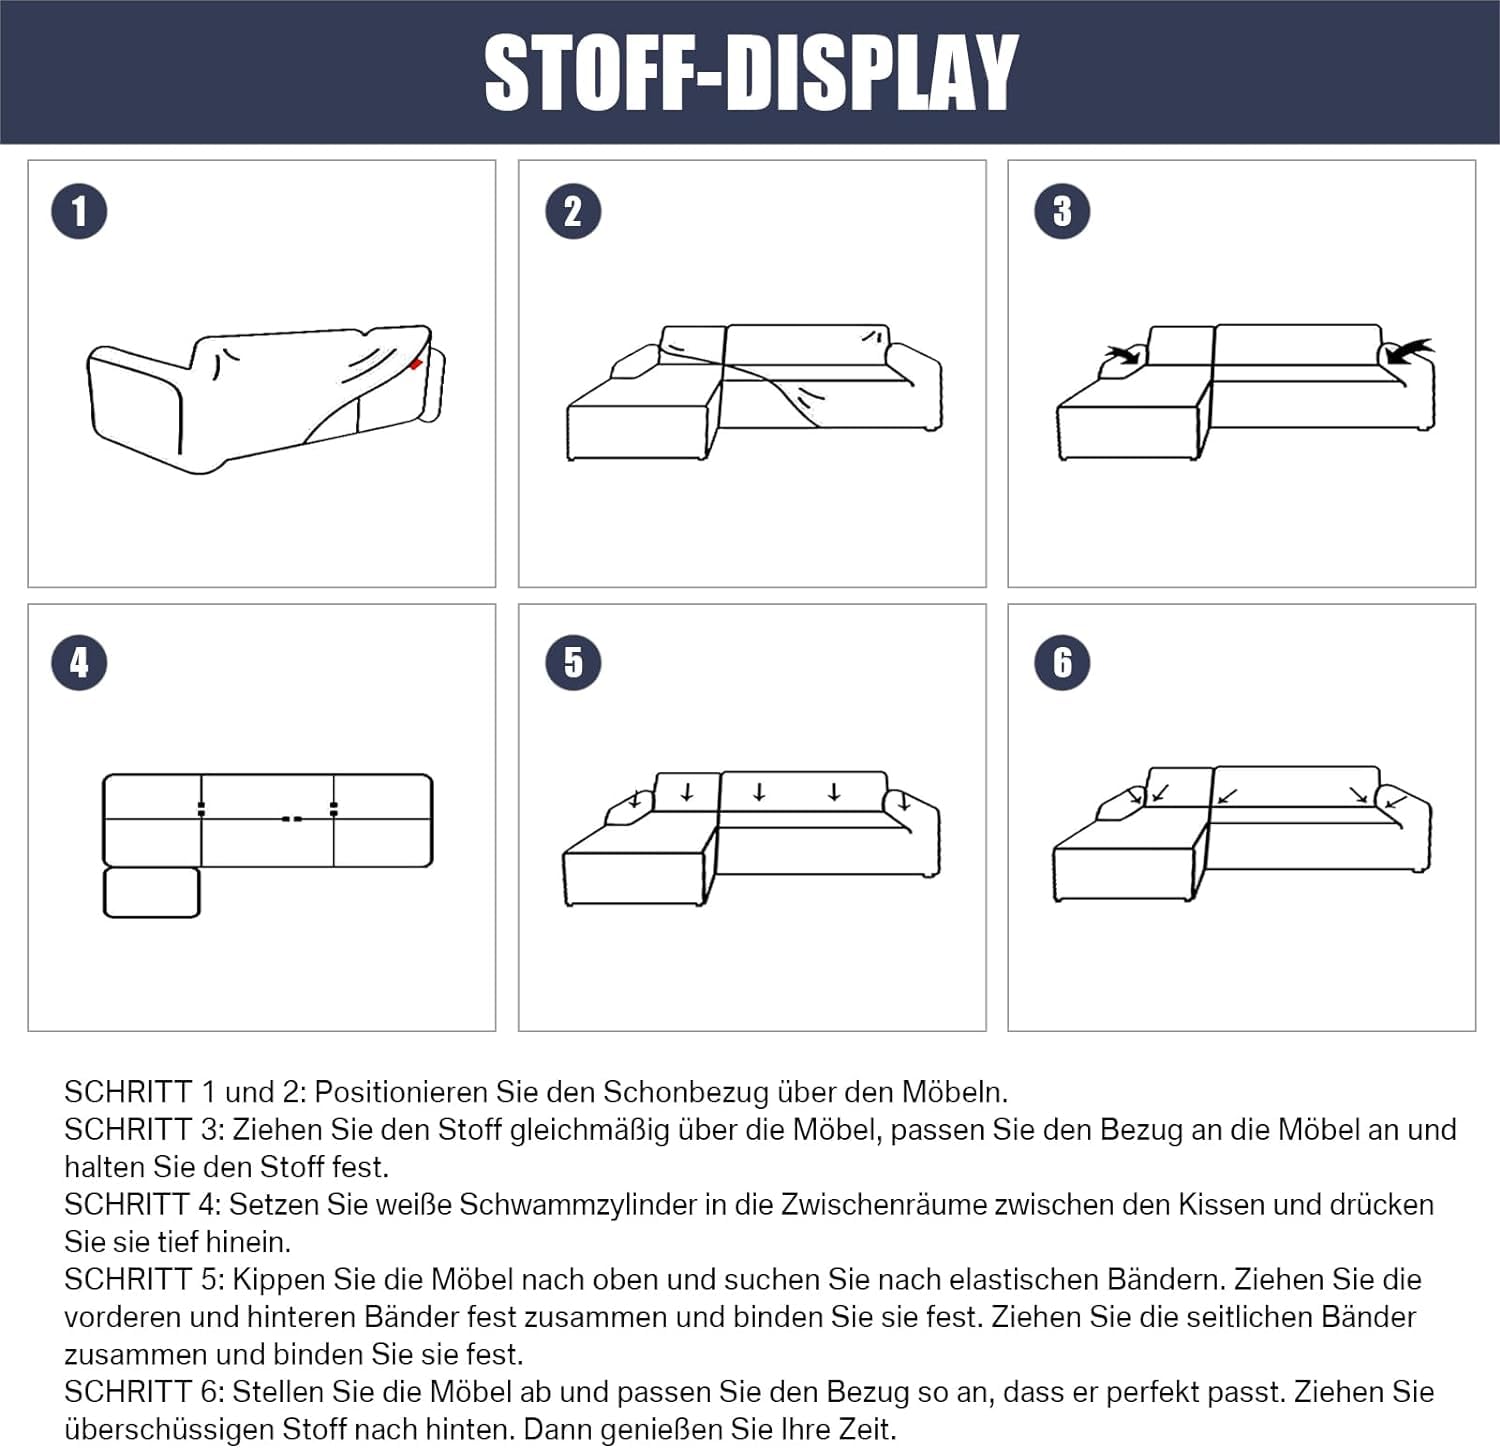 STOFF-DISPLAY
1
2
3
4
5
6
SCHRITT 1 und 2: Positionieren Sie den Schonbezug über den Möbeln.
SCHRITT 3: Ziehen Sie den Stoff gleichmäßig über die Möbel, passen Sie den Bezug an die Möbel an und
halten Sie den Stoff fest.
SCHRITT 4: Setzen Sie weiße Schwammzylinder in die Zwischenräume zwischen den Kissen und drücken
Sie sie tief hinein.
SCHRITT 5: Kippen Sie die Möbel nach oben und suchen Sie nach elastischen Bändern. Ziehen Sie die
vorderen und hinteren Bänder fest zusammen und binden Sie sie fest. Ziehen Sie die seitlichen Bänder
zusammen und binden Sie sie fest.
SCHRITT 6: Stellen Sie die Möbel ab und passen Sie den Bezug so an, dass er perfekt passt. Ziehen Sie
überschüssigen Stoff nach hinten. Dann genießen Sie Ihre Zeit.